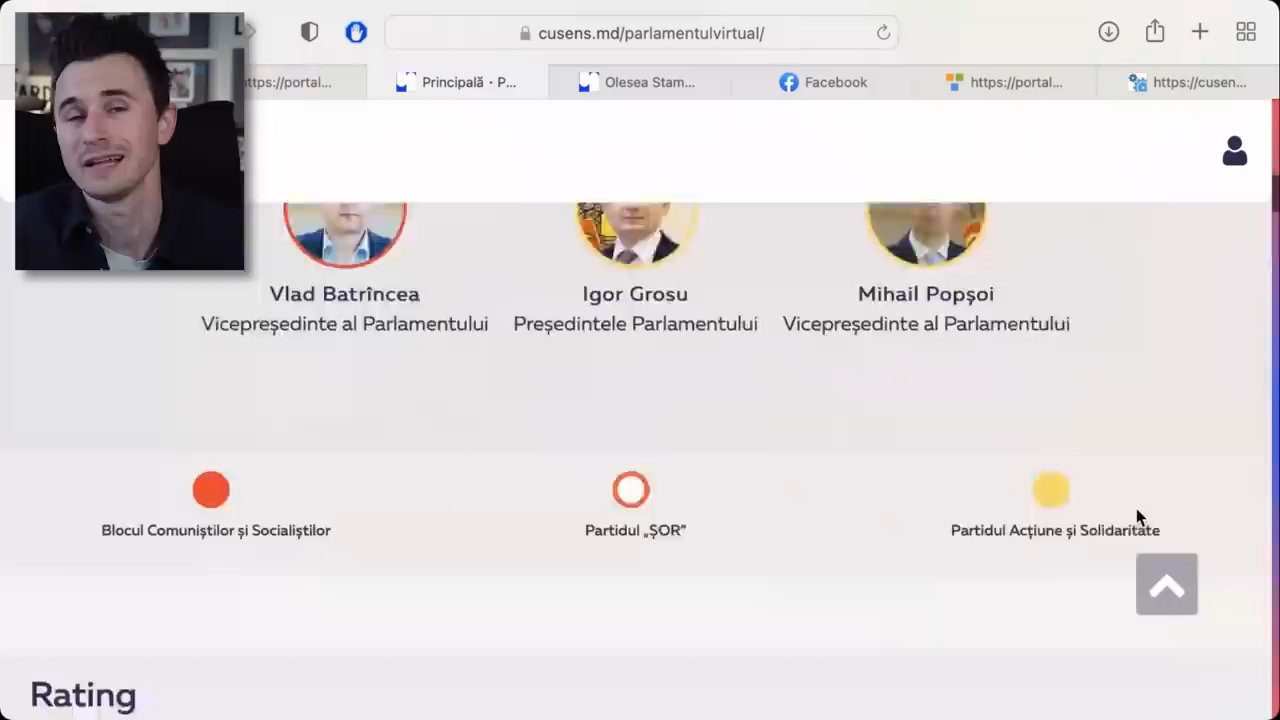 cusens.md/parlamentulvirtual/
https://portal...
Principală · P...
Olesea Stam...
Facebook
https://portal...
https://cusen...
Vlad Batrîncea
Vicepreședinte al Parlamentului
Igor Grosu
Președintele Parlamentului
Mihail Popșoi
Vicepreședinte al Parlamentului
Blocul Comuniștilor și Socialiștilor
Partidul „ȘOR”
Partidul Acțiune și Solidaritate
Rating